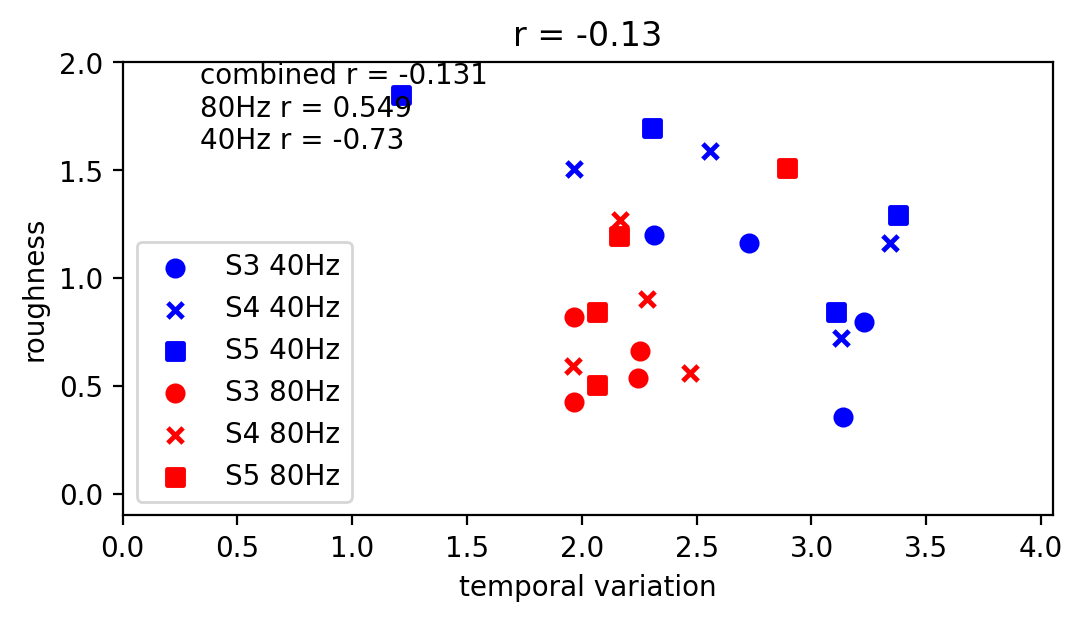 r = -0.13
combined r = -0.131
80Hz r = 0.549
40Hz r = -0.73
2.0
1.5
1.0
0.5
0.0
roughness
S3 40Hz
S4 40Hz
S5 40Hz
S3 80Hz
S4 80Hz
S5 80Hz
0.0 0.5 1.0 1.5 2.0 2.5 3.0 3.5 4.0
temporal variation